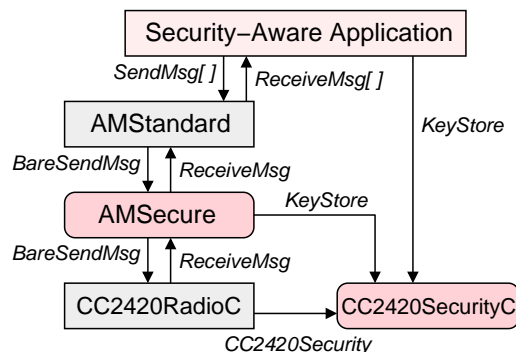 Security–Aware Application
SendMsg[ ]
ReceiveMsg[ ]
KeyStore
AMStandard
BareSendMsg
ReceiveMsg
AMSecure
KeyStore
BareSendMsg
ReceiveMsg
CC2420RadioC
CC2420SecurityC
CC2420Security